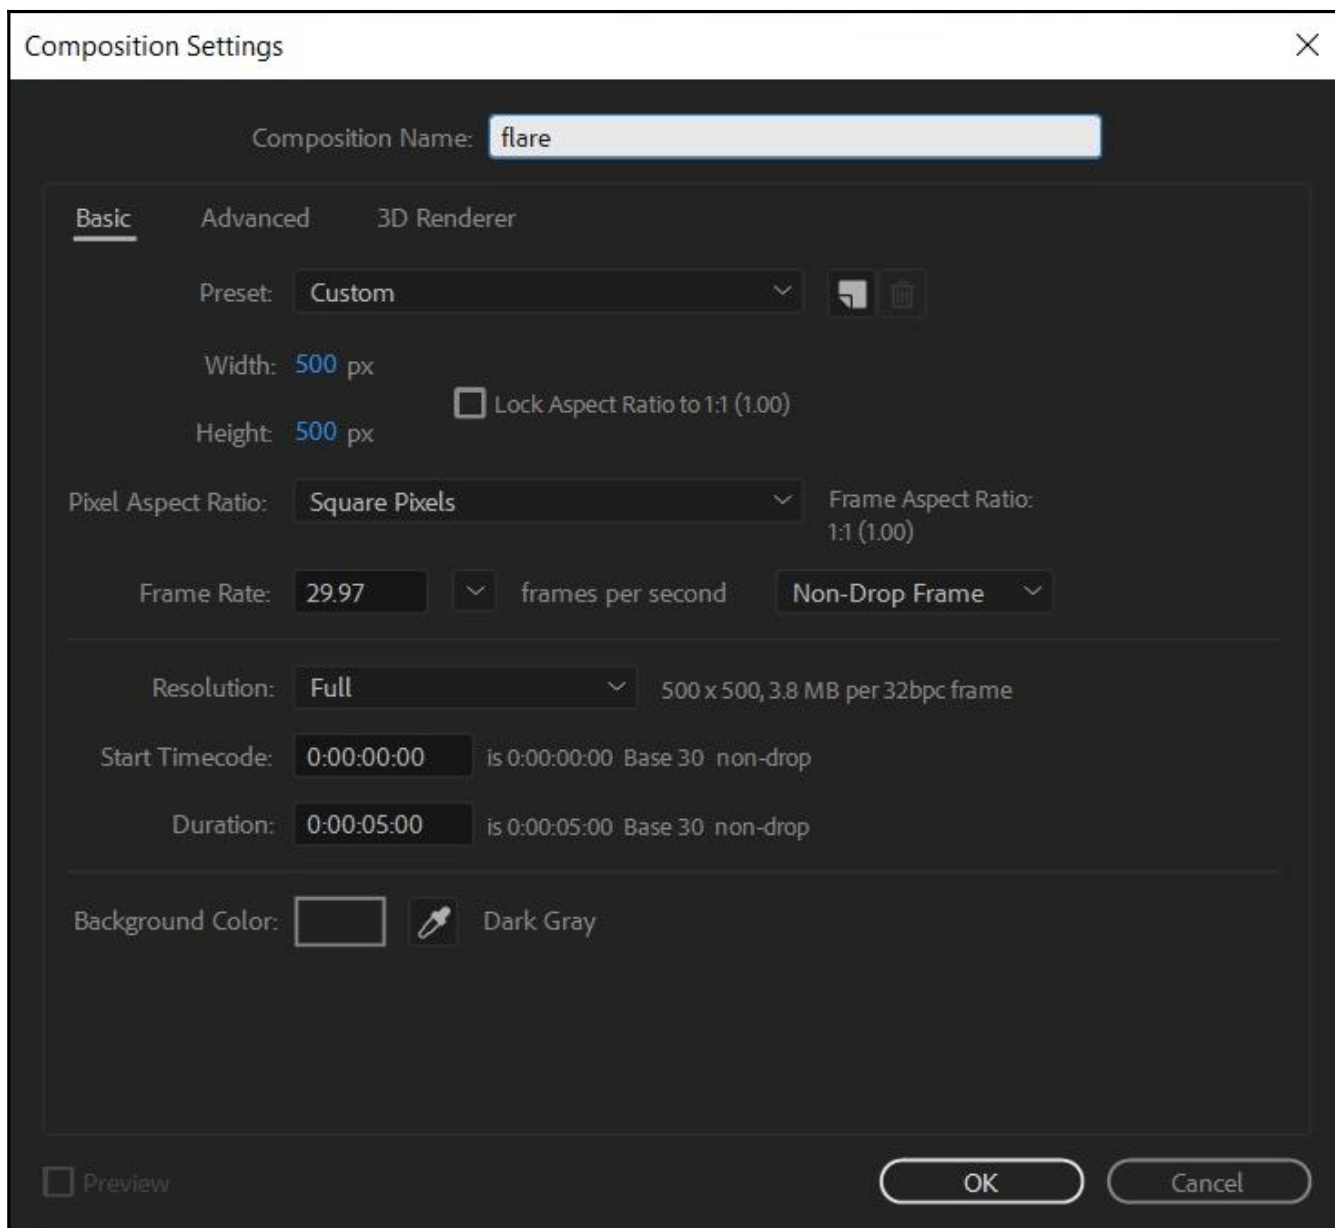 Composition Settings
Composition Name: flare
Basic Advanced 3D Renderer
Preset: Custom
Width: 500 px
Lock Aspect Ratio to 1:1 (1.00)
Height: 500 px
Pixel Aspect Ratio: Square Pixels Frame Aspect Ratio:
1:1 (1.00)
Frame Rate: 29.97 frames per second Non-Drop Frame
Resolution: Full 500 x 500, 3.8 MB per 32bpc frame
Start Timecode: 0:00:00:00 is 0:00:00:00 Base 30 non-drop
Duration: 0:00:05:00 is 0:00:05:00 Base 30 non-drop
Background Color: Dark Gray
Preview OK Cancel